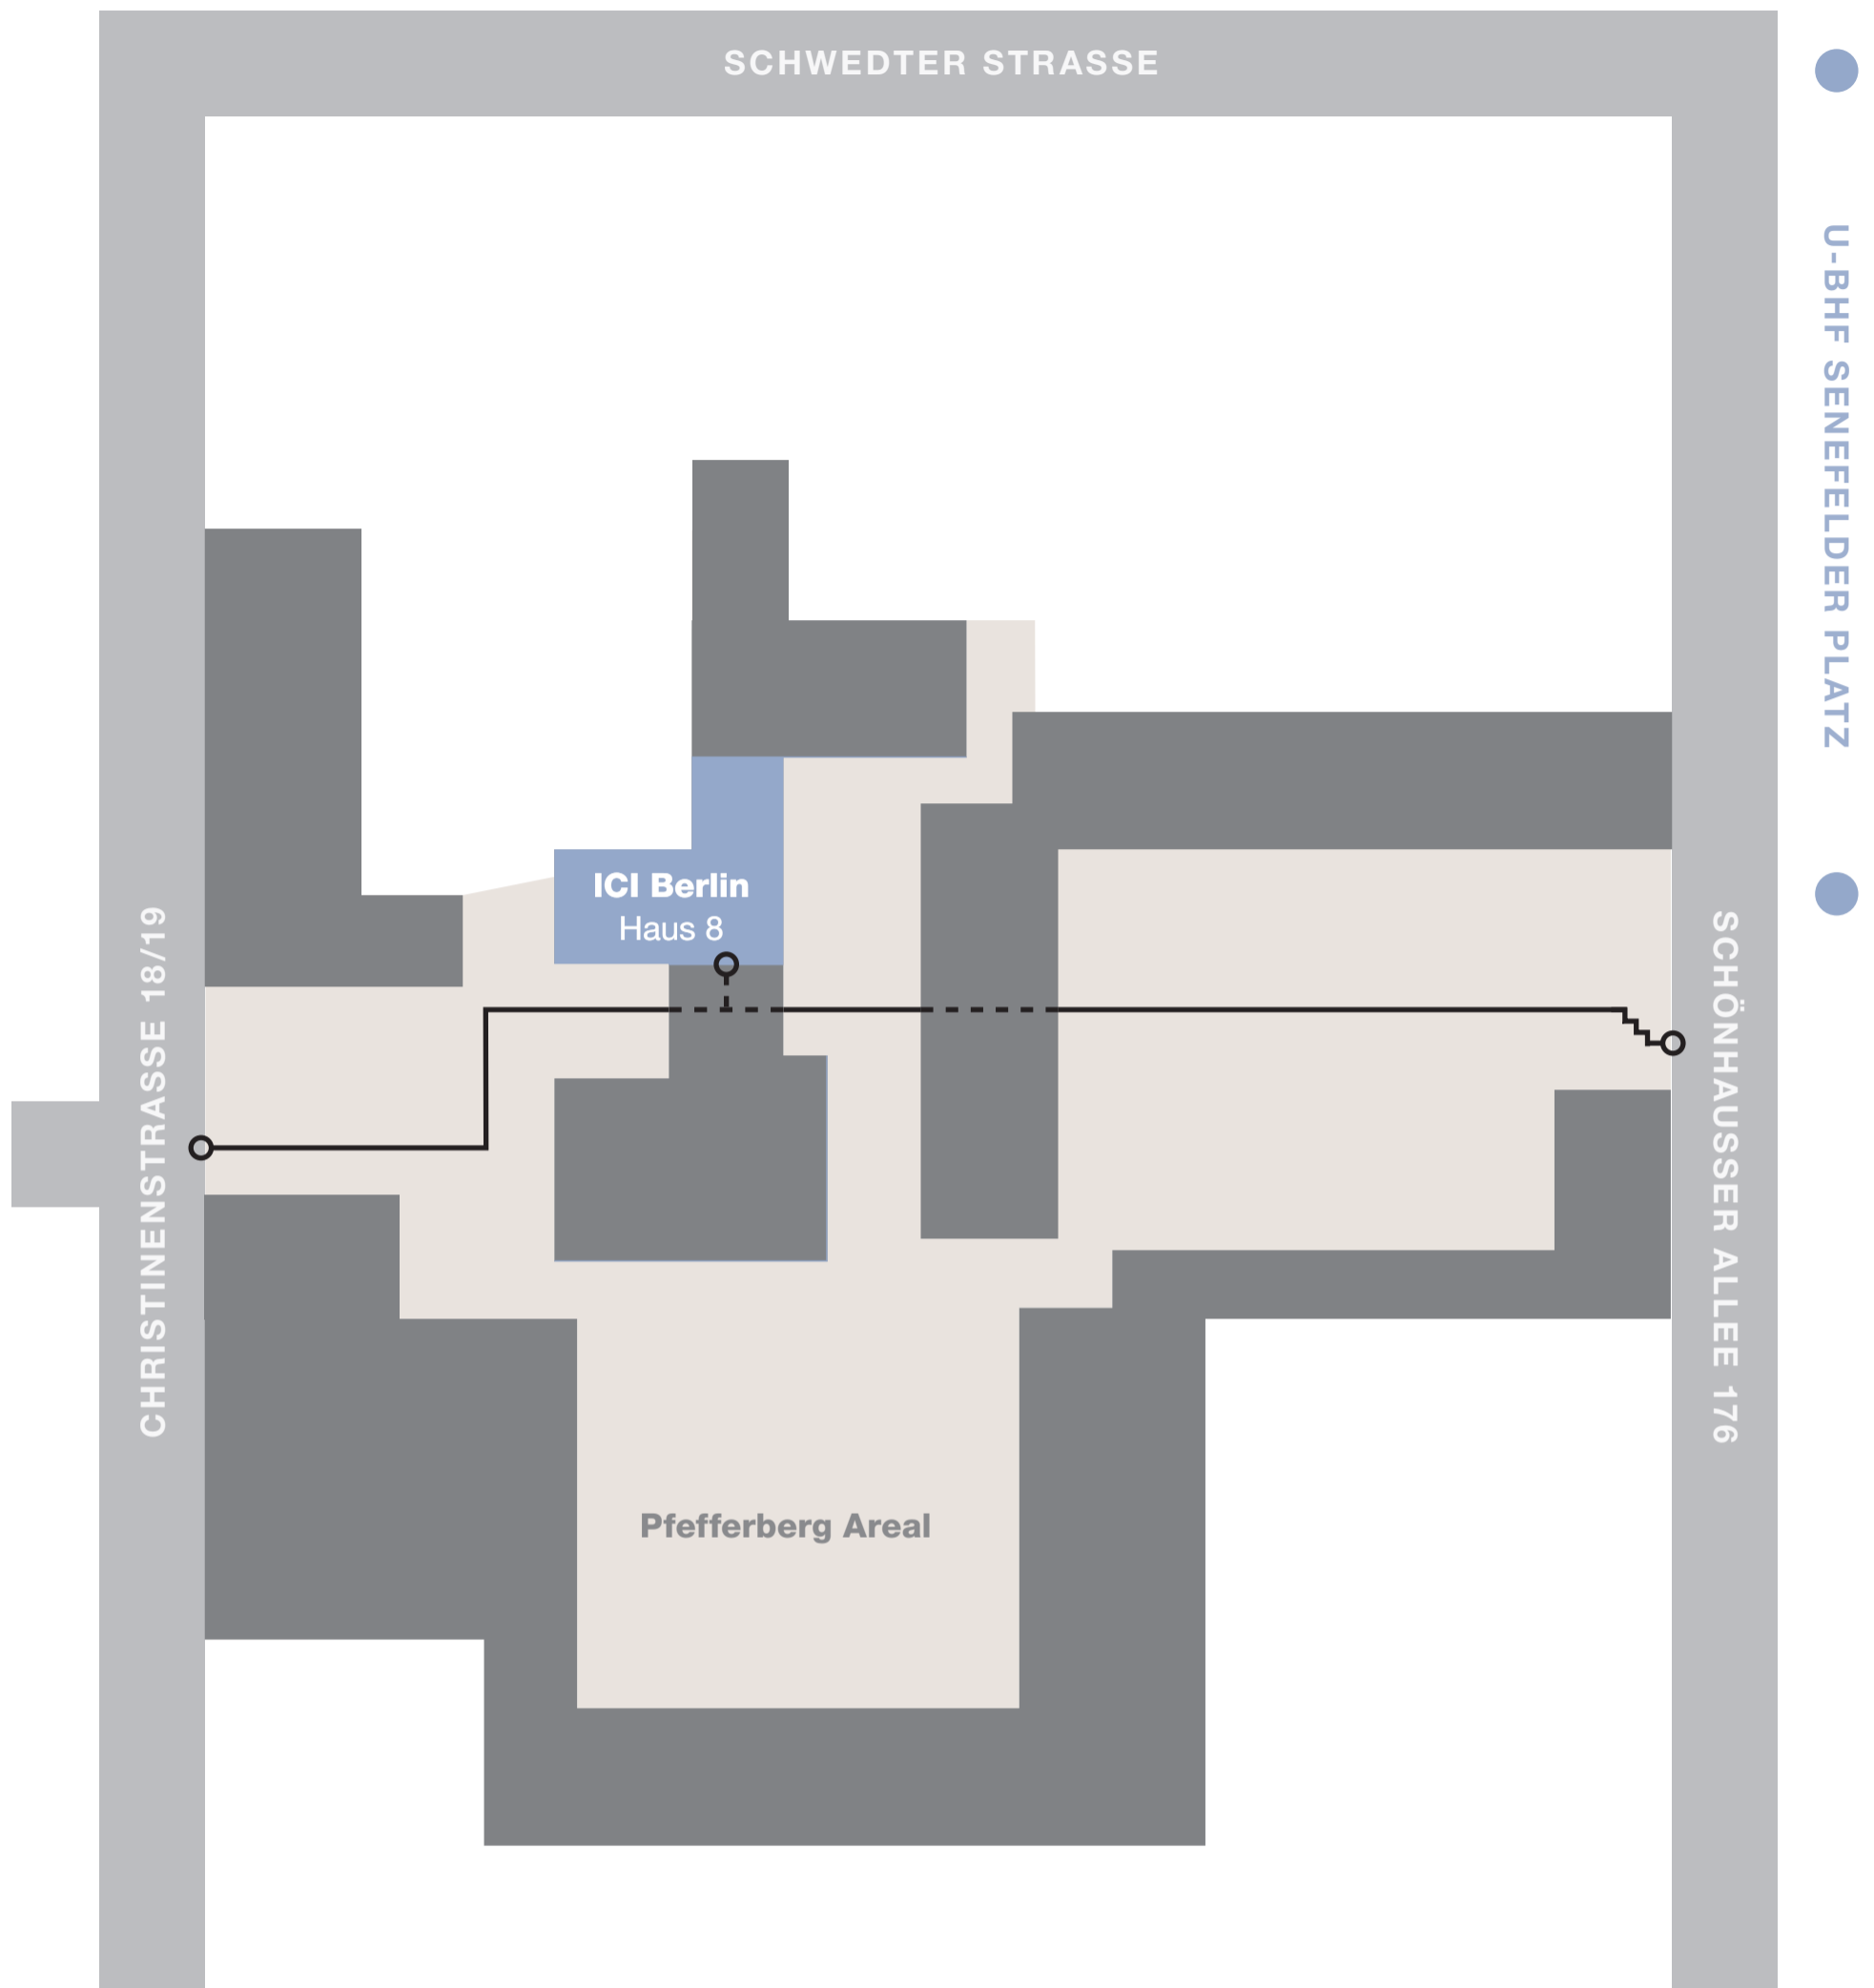 SCHWEDTER STRASSE
U-BHF SENEFELDER PLATZ
ICI Berlin
Haus 8
CHRISTINENSTRASSE 18/19
SCHÖNHAUSSER ALLEE 176
Pfefferberg Areal